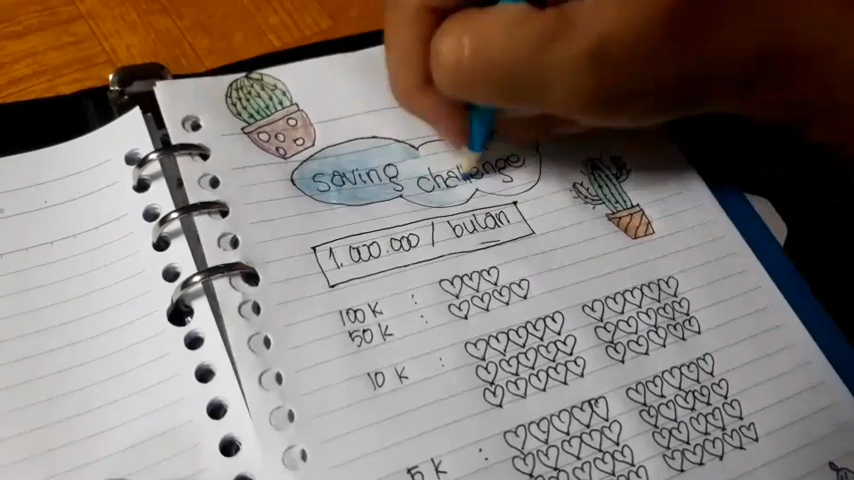 saving challenge
1.000.000 / bulan
100 K :
50 K :
10 K :
5 K :